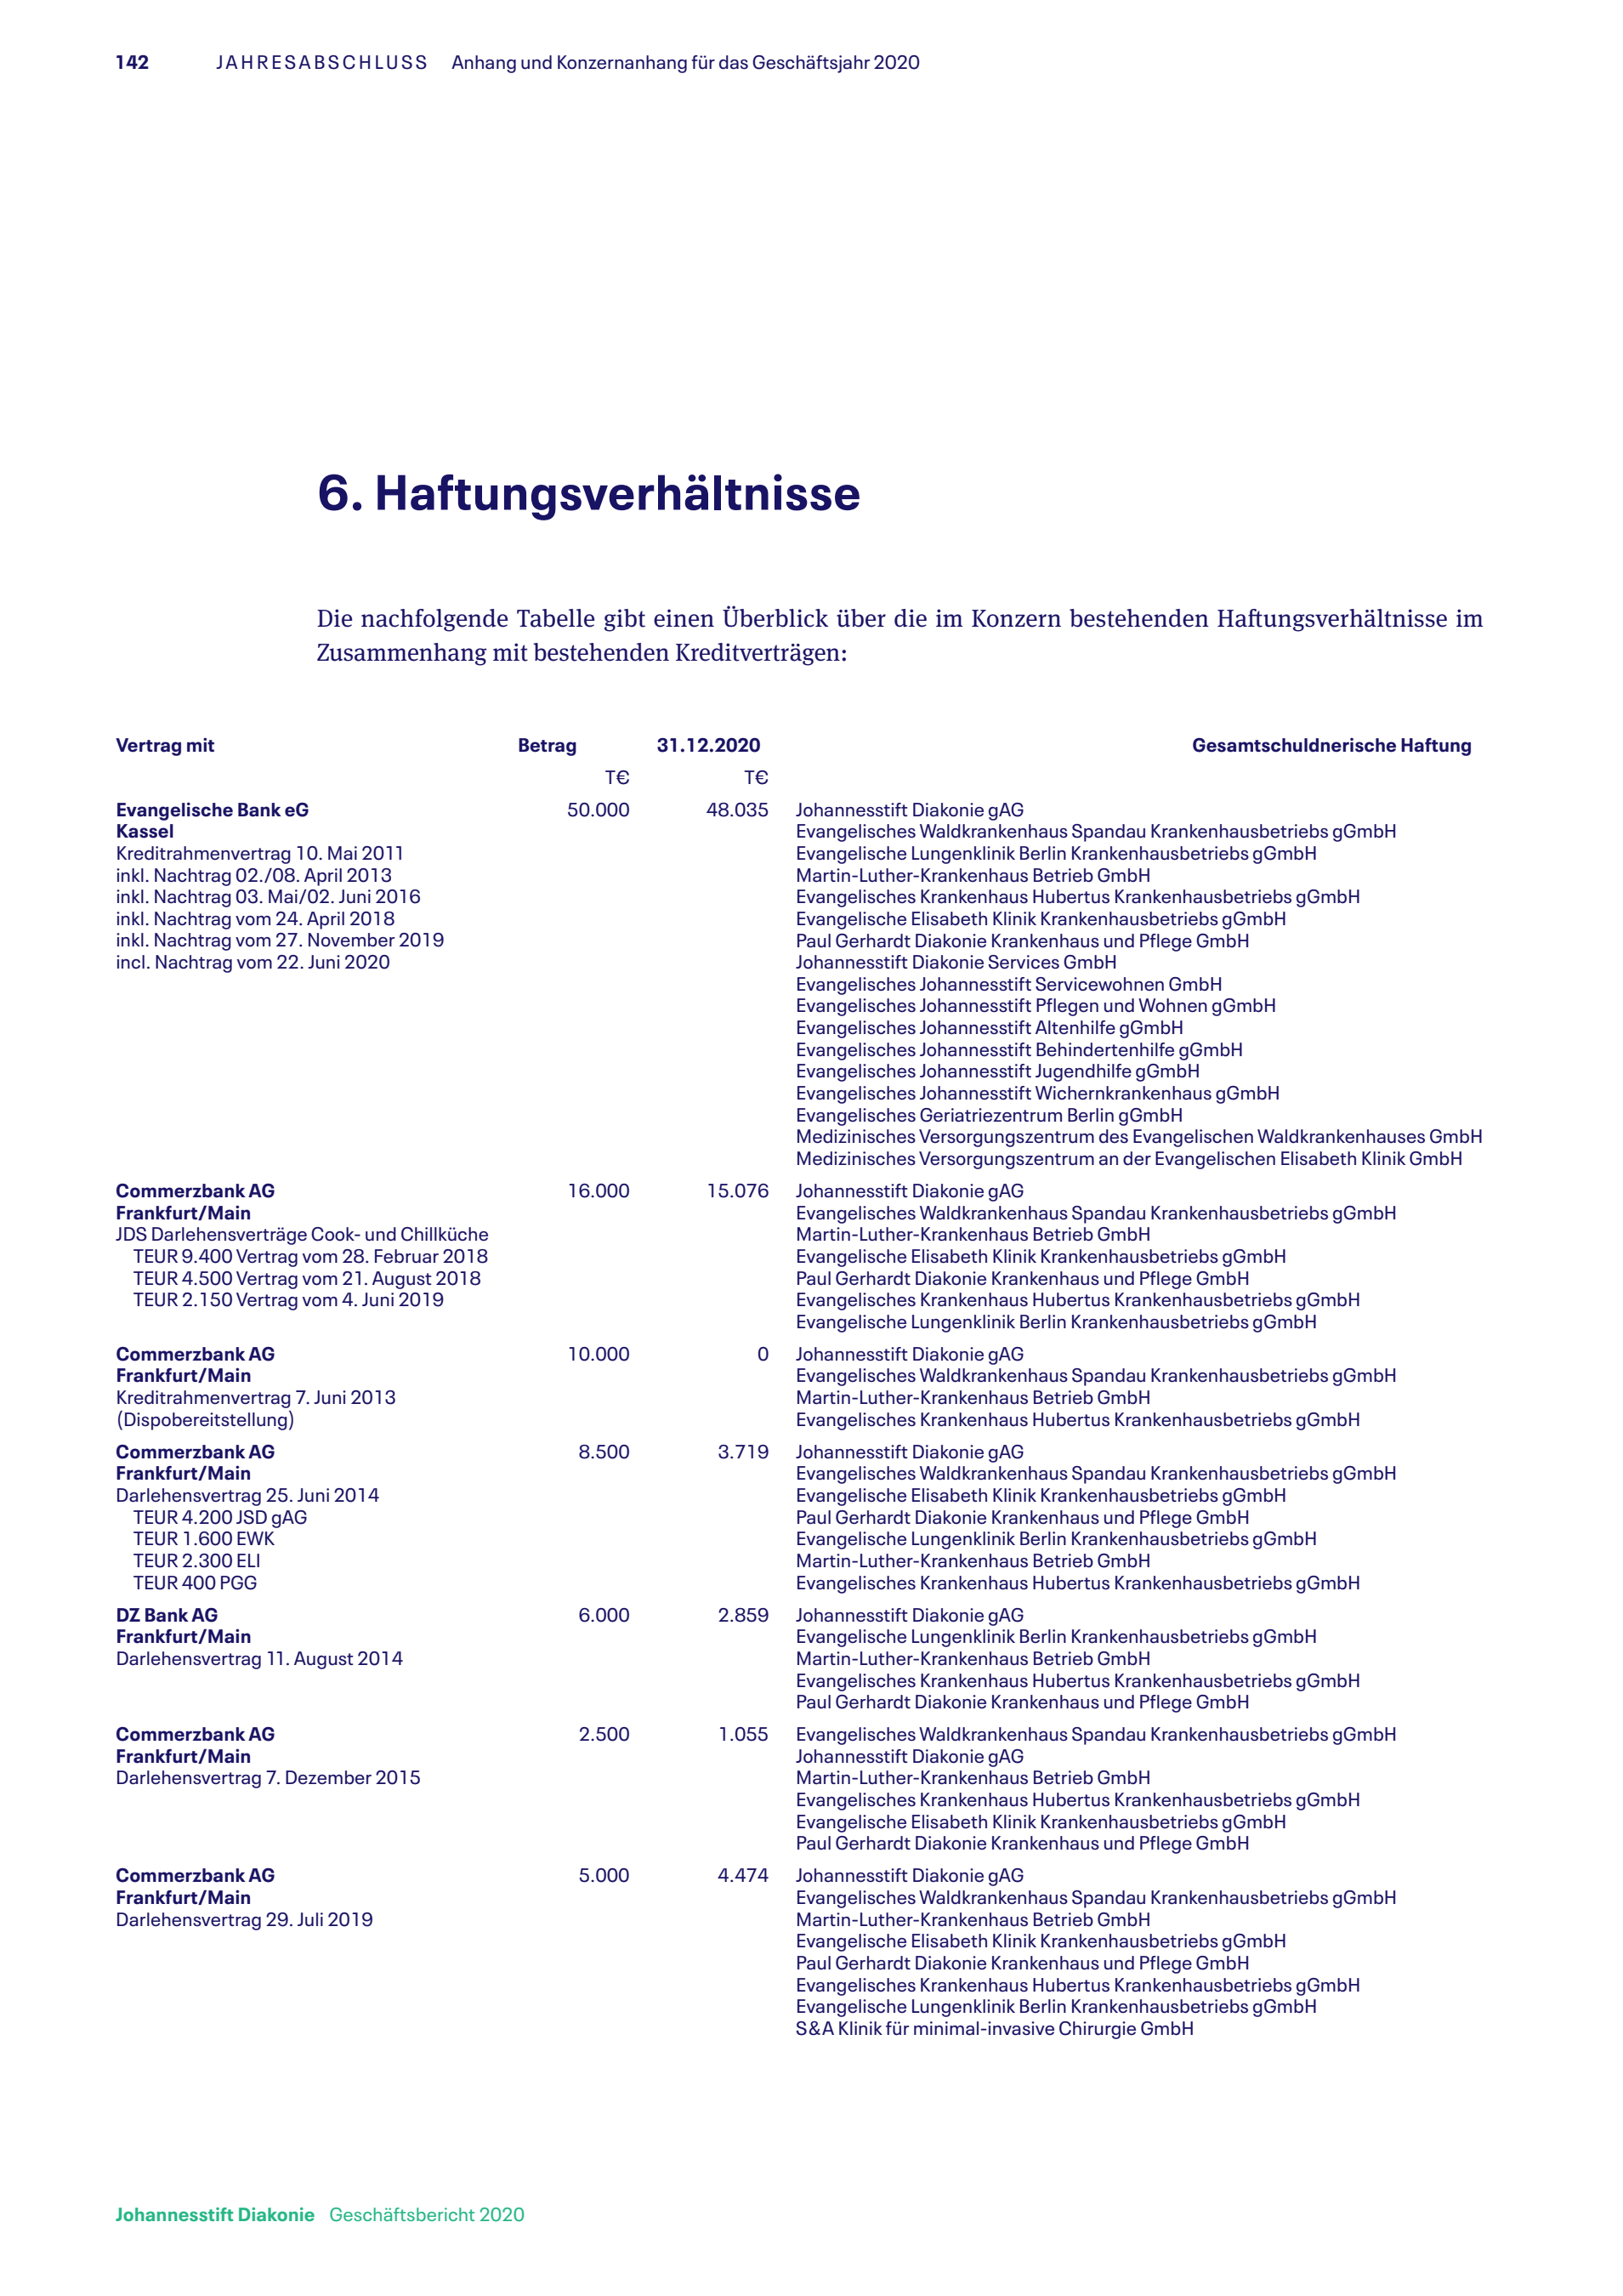 142 JAHRESABSCHLUSS Anhang und Konzernanhang für das Geschäftsjahr 2020
6. Haftungsverhältnisse
Die nachfolgende Tabelle gibt einen Überblick über die im Konzern bestehenden Haftungsverhältnisse im
Zusammenhang mit bestehenden Kreditverträgen:
Vertrag mit Betrag 31.12.2020 Gesamtschuldnerische Haftung
T€ T€
Evangelische Bank eG 50.000 48.035 Johannesstift Diakonie gAG
Kassel Evangelisches Waldkrankenhaus Spandau Krankenhausbetriebs gGmbH
Kreditrahmenvertrag 10. Mai 2011 Evangelische Lungenklinik Berlin Krankenhausbetriebs gGmbH
inkl. Nachtrag 02./08. April 2013 Martin-Luther-Krankenhaus Betrieb GmbH
inkl. Nachtrag 03. Mai/02. Juni 2016 Evangelisches Krankenhaus Hubertus Krankenhausbetriebs gGmbH
inkl. Nachtrag vom 24. April 2018 Evangelische Elisabeth Klinik Krankenhausbetriebs gGmbH
inkl. Nachtrag vom 27. November 2019 Paul Gerhardt Diakonie Krankenhaus und Pflege GmbH
incl. Nachtrag vom 22. Juni 2020 Johannesstift Diakonie Services GmbH
Evangelisches Johannesstift Servicewohnen GmbH
Evangelisches Johannesstift Pflegen und Wohnen gGmbH
Evangelisches Johannesstift Altenhilfe gGmbH
Evangelisches Johannesstift Behindertenhilfe gGmbH
Evangelisches Johannesstift Jugendhilfe gGmbH
Evangelisches Johannesstift Wichernkrankenhaus gGmbH
Evangelisches Geriatriezentrum Berlin gGmbH
Medizinisches Versorgungszentrum des Evangelischen Waldkrankenhauses GmbH
Medizinisches Versorgungszentrum an der Evangelischen Elisabeth Klinik GmbH
Commerzbank AG 16.000 15.076 Johannesstift Diakonie gAG
Frankfurt/Main Evangelisches Waldkrankenhaus Spandau Krankenhausbetriebs gGmbH
JDS Darlehensverträge Cook- und Chillküche Martin-Luther-Krankenhaus Betrieb GmbH
TEUR 9.400 Vertrag vom 28. Februar 2018 Evangelische Elisabeth Klinik Krankenhausbetriebs gGmbH
TEUR 4.500 Vertrag vom 21. August 2018 Paul Gerhardt Diakonie Krankenhaus und Pflege GmbH
TEUR 2.150 Vertrag vom 4. Juni 2019 Evangelisches Krankenhaus Hubertus Krankenhausbetriebs gGmbH
Evangelische Lungenklinik Berlin Krankenhausbetriebs gGmbH
Commerzbank AG 10.000 0 Johannesstift Diakonie gAG
Frankfurt/Main Evangelisches Waldkrankenhaus Spandau Krankenhausbetriebs gGmbH
Kreditrahmenvertrag 7. Juni 2013 Martin-Luther-Krankenhaus Betrieb GmbH
(Dispobereitstellung) Evangelisches Krankenhaus Hubertus Krankenhausbetriebs gGmbH
Commerzbank AG 8.500 3.719 Johannesstift Diakonie gAG
Frankfurt/Main Evangelisches Waldkrankenhaus Spandau Krankenhausbetriebs gGmbH
Darlehensvertrag 25. Juni 2014 Evangelische Elisabeth Klinik Krankenhausbetriebs gGmbH
TEUR 4.200 JSD gAG Paul Gerhardt Diakonie Krankenhaus und Pflege GmbH
TEUR 1.600 EWK Evangelische Lungenklinik Berlin Krankenhausbetriebs gGmbH
TEUR 2.300 ELI Martin-Luther-Krankenhaus Betrieb GmbH
TEUR 400 PGG Evangelisches Krankenhaus Hubertus Krankenhausbetriebs gGmbH
DZ Bank AG 6.000 2.859 Johannesstift Diakonie gAG
Frankfurt/Main Evangelische Lungenklinik Berlin Krankenhausbetriebs gGmbH
Darlehensvertrag 11. August 2014 Martin-Luther-Krankenhaus Betrieb GmbH
Evangelisches Krankenhaus Hubertus Krankenhausbetriebs gGmbH
Paul Gerhardt Diakonie Krankenhaus und Pflege GmbH
Commerzbank AG 2.500 1.055 Evangelisches Waldkrankenhaus Spandau Krankenhausbetriebs gGmbH
Frankfurt/Main Johannesstift Diakonie gAG
Darlehensvertrag 7. Dezember 2015 Martin-Luther-Krankenhaus Betrieb GmbH
Evangelisches Krankenhaus Hubertus Krankenhausbetriebs gGmbH
Evangelische Elisabeth Klinik Krankenhausbetriebs gGmbH
Paul Gerhardt Diakonie Krankenhaus und Pflege GmbH
Commerzbank AG 5.000 4.474 Johannesstift Diakonie gAG
Frankfurt/Main Evangelisches Waldkrankenhaus Spandau Krankenhausbetriebs gGmbH
Darlehensvertrag 29. Juli 2019 Martin-Luther-Krankenhaus Betrieb GmbH
Evangelische Elisabeth Klinik Krankenhausbetriebs gGmbH
Paul Gerhardt Diakonie Krankenhaus und Pflege GmbH
Evangelisches Krankenhaus Hubertus Krankenhausbetriebs gGmbH
Evangelische Lungenklinik Berlin Krankenhausbetriebs gGmbH
S&A Klinik für minimal-invasive Chirurgie GmbH
Johannesstift Diakonie Geschäftsbericht 2020